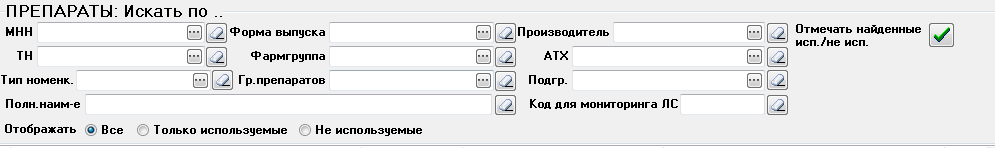 ПРЕПАРАТЫ: Искать по ..
МНН ... Форма выпуска ... Производитель ... Отмечать найденные
исп./не исп.
ТН ... Фармгруппа ... АТХ ...
Тип номенк. ... Гр.препаратов ... Подгр. ...
Полн.наим-е Код для мониторинга ЛС
Отображать Все Только используемые Не используемые